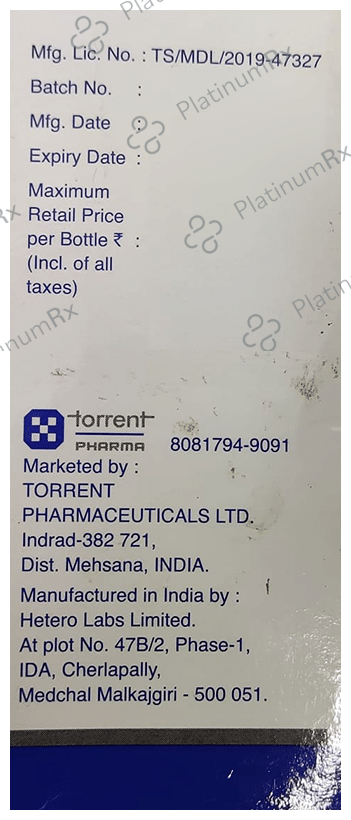 Mfg. Lic. No. : TS/MDL/2019-47327
Batch No. :
Mfg. Date :
Expiry Date :
Maximum
Retail Price
per Bottle ₹ :
(Incl. of all
taxes)
torrent
PHARMA 8081794-9091
Marketed by :
TORRENT
PHARMACEUTICALS LTD.
Indrad-382 721,
Dist. Mehsana, INDIA.
Manufactured in India by :
Hetero Labs Limited.
At plot No. 47B/2, Phase-1,
IDA, Cherlapally,
Medchal Malkajgiri - 500 051.
PlatinumRx
PlatinumRx
PlatinumRx